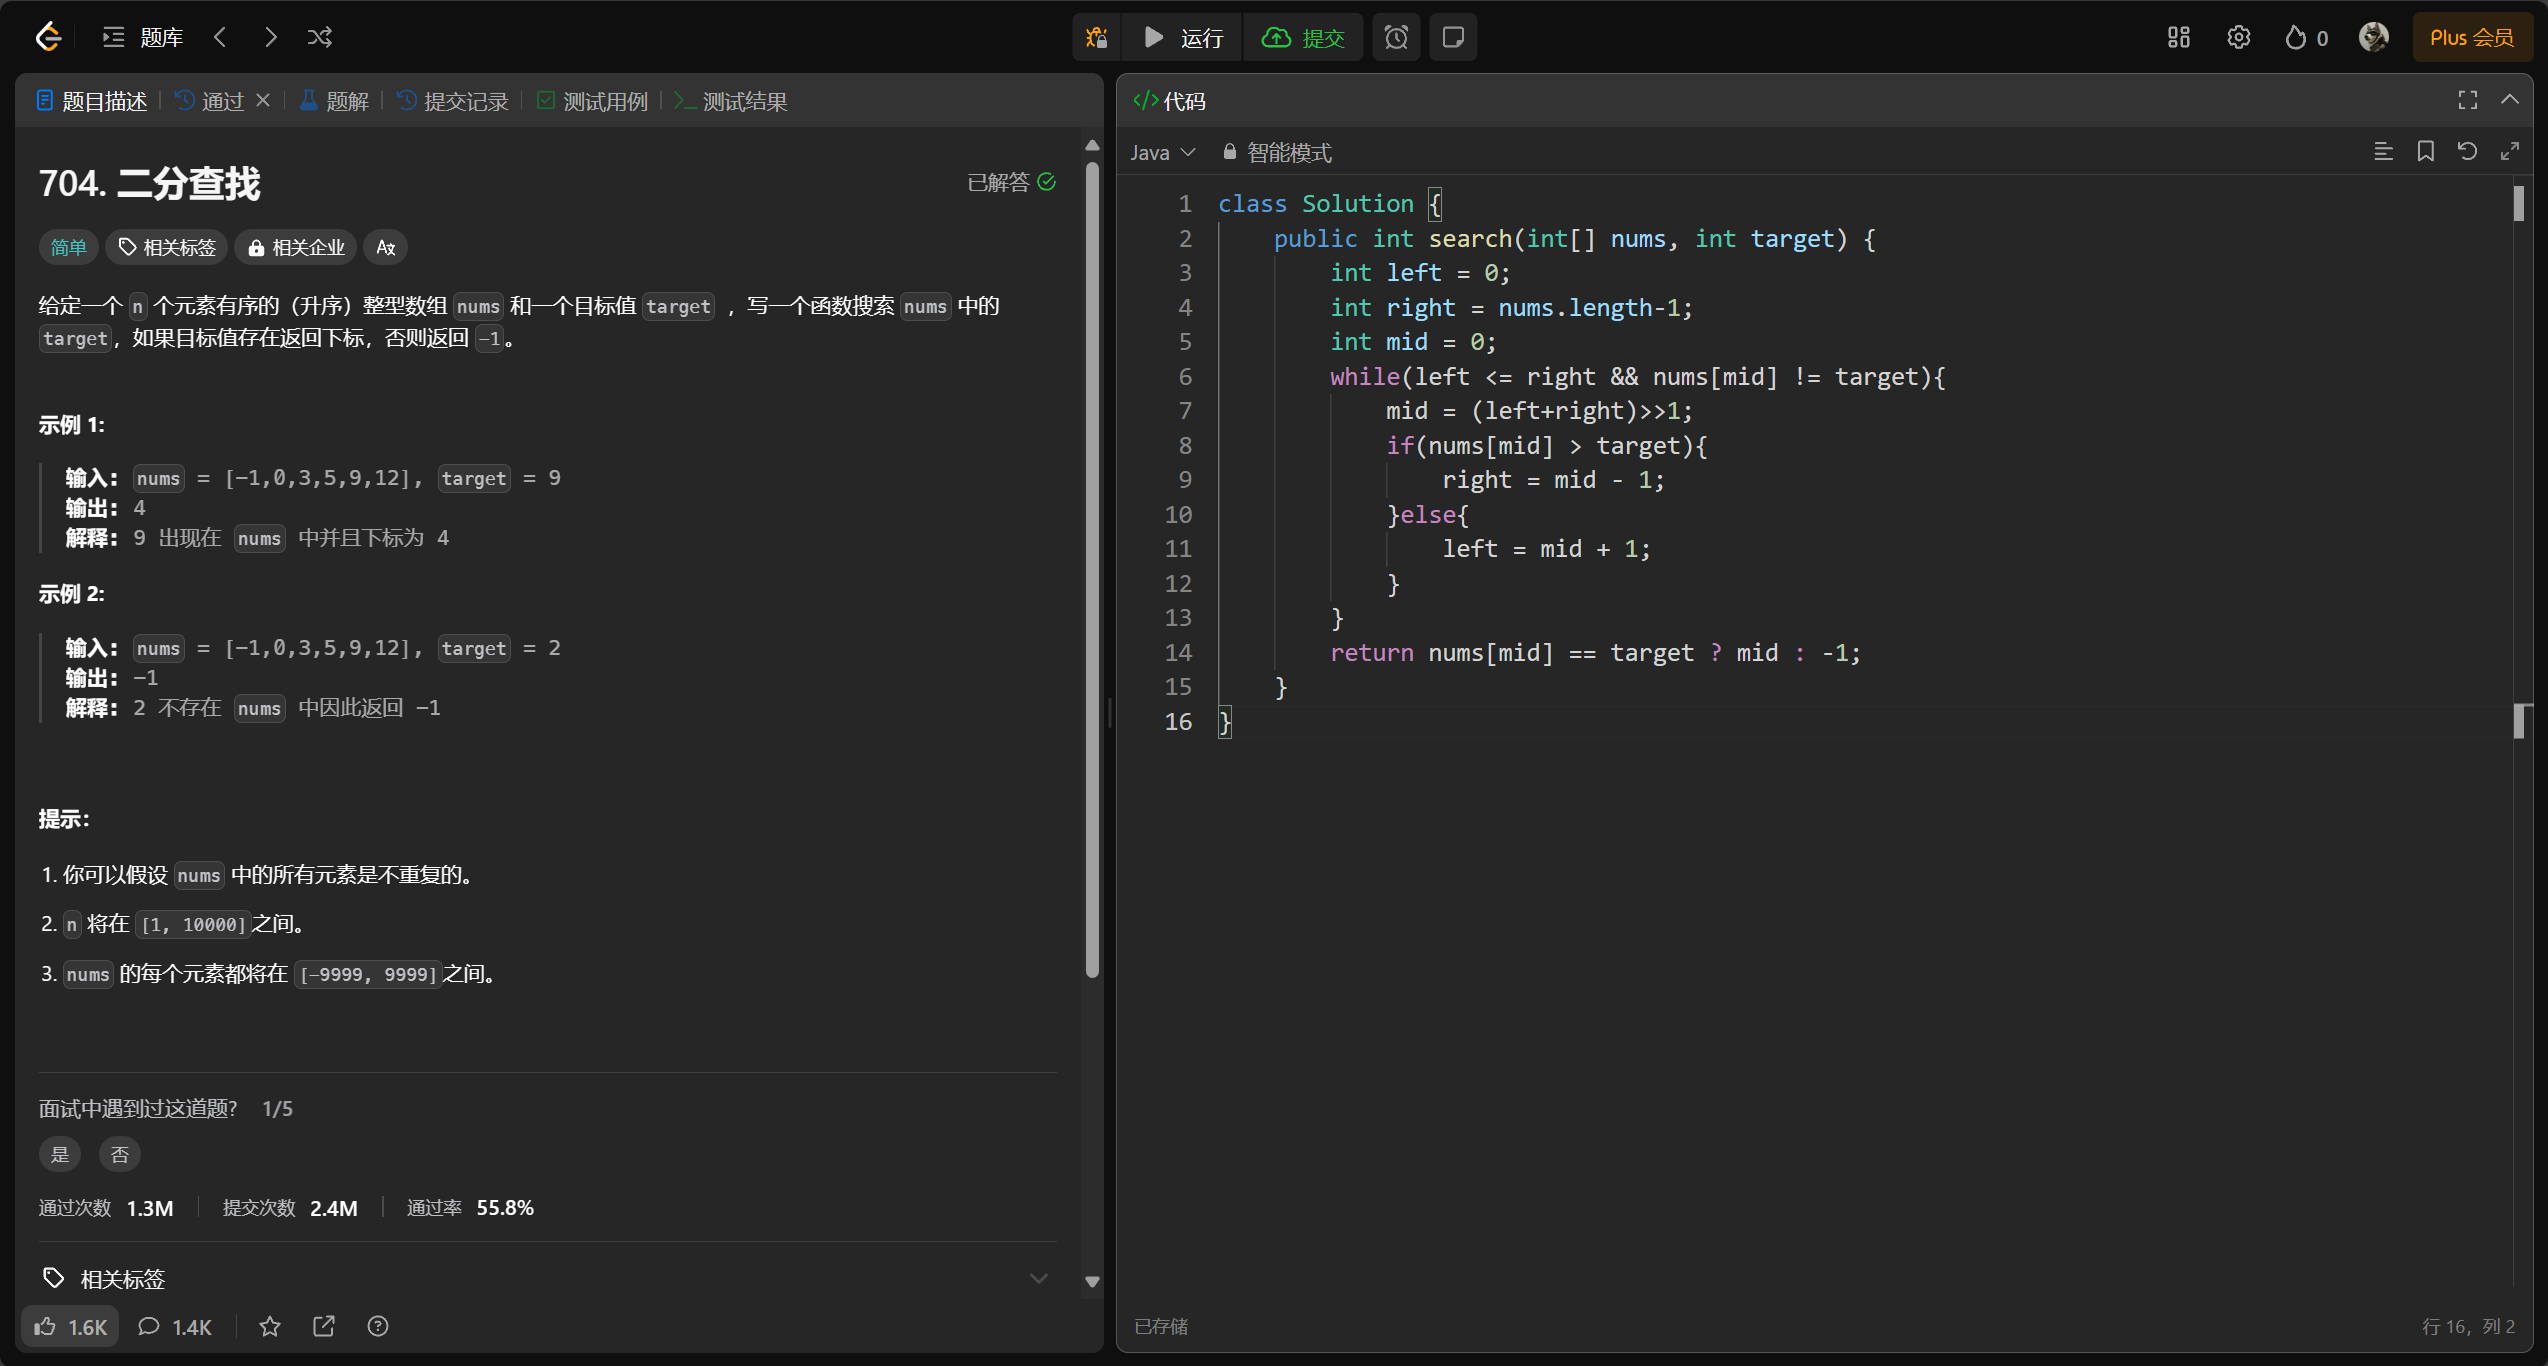 题库
运行
提交
0
Plus 会员
题目描述
通过
题解
提交记录
测试用例
测试结果
704. 二分查找
已解答
简单
相关标签
相关企业
给定一个 n 个元素有序的（升序）整型数组 nums 和一个目标值 target ，写一个函数搜索 nums 中的
target，如果目标值存在返回下标，否则返回 -1。
示例 1:
输入: nums = [-1,0,3,5,9,12], target = 9
输出: 4
解释: 9 出现在 nums 中并且下标为 4
示例 2:
输入: nums = [-1,0,3,5,9,12], target = 2
输出: -1
解释: 2 不存在 nums 中因此返回 -1
提示:
1. 你可以假设 nums 中的所有元素是不重复的。
2. n 将在 [1, 10000]之间。
3. nums 的每个元素都将在 [-9999, 9999]之间。
面试中遇到过这道题? 1/5
是
否
通过次数 1.3M
提交次数 2.4M
通过率 55.8%
相关标签
1.6K
1.4K
</>代码
Java
智能模式
1 class Solution {
2     public int search(int[] nums, int target) {
3         int left = 0;
4         int right = nums.length-1;
5         int mid = 0;
6         while(left <= right && nums[mid] != target){
7             mid = (left+right)>>1;
8             if(nums[mid] > target){
9                 right = mid - 1;
10             }else{
11                 left = mid + 1;
12             }
13         }
14         return nums[mid] == target ? mid : -1;
15     }
16 }
已存储
行 16，列 2